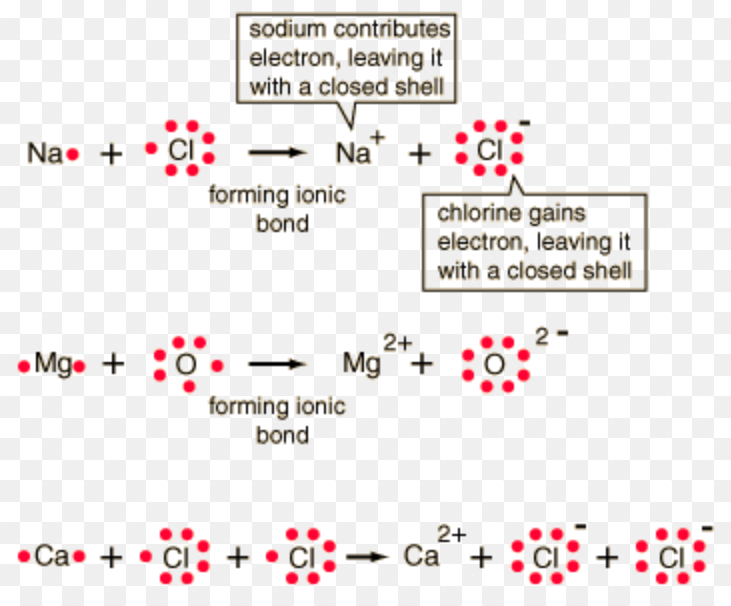 sodium contributes
electron, leaving it
with a closed shell
Na + Cl → Na+ + Cl-
forming ionic
bond
chlorine gains
electron, leaving it
with a closed shell
Mg + O → Mg2+ + O2-
forming ionic
bond
Ca + Cl + Cl → Ca2+ + Cl- + Cl-